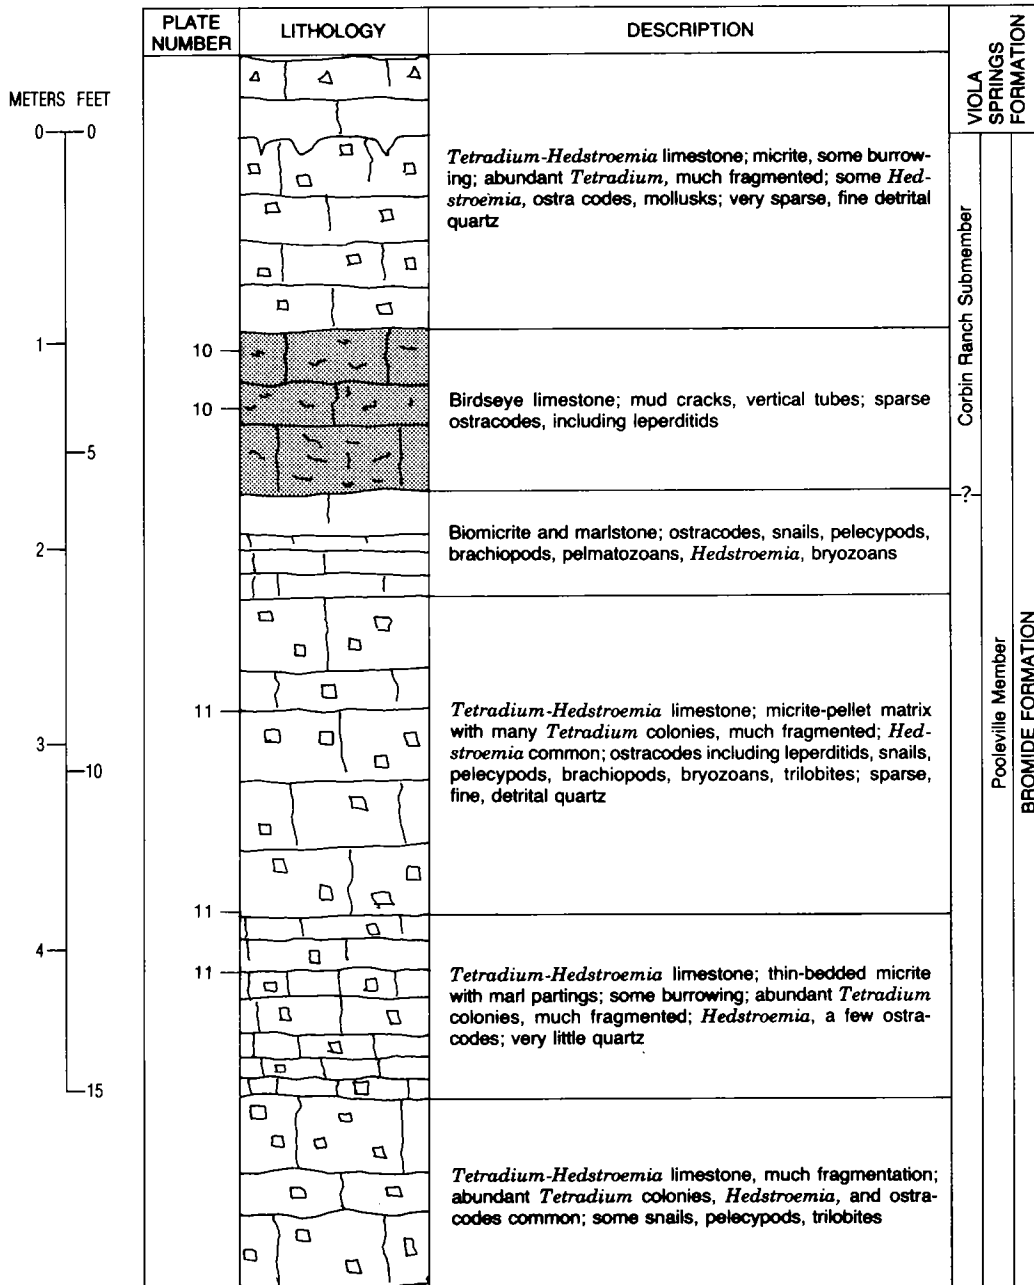 PLATE NUMBER
LITHOLOGY
DESCRIPTION
VIOLA SPRINGS FORMATION
METERS FEET
0 0
1
5
2
3
10
4
15
10
10
11
11
11
Tetradium-Hedstroemia limestone; micrite, some burrow-
ing; abundant Tetradium, much fragmented; some Hed-
stroemia, ostra codes, mollusks; very sparse, fine detrital
quartz
Birdseye limestone; mud cracks, vertical tubes; sparse
ostracodes, including leperditids
Biomicrite and marlstone; ostracodes, snails, pelecypods,
brachiopods, pelmatozoans, Hedstroemia, bryozoans
Tetradium-Hedstroemia limestone; micrite-pellet matrix
with many Tetradium colonies, much fragmented; Hed-
stroemia common; ostracodes including leperditids, snails,
pelecypods, brachiopods, bryozoans, trilobites; sparse,
fine, detrital quartz
Tetradium-Hedstroemia limestone; thin-bedded micrite
with marl partings; some burrowing; abundant Tetradium
colonies, much fragmented; Hedstroemia, a few ostra-
codes; very little quartz
Tetradium-Hedstroemia limestone, much fragmentation;
abundant Tetradium colonies, Hedstroemia, and ostra-
codes common; some snails, pelecypods, trilobites
Corbin Ranch Submember
-?-
Pooleville Member
BROMIDE FORMATION